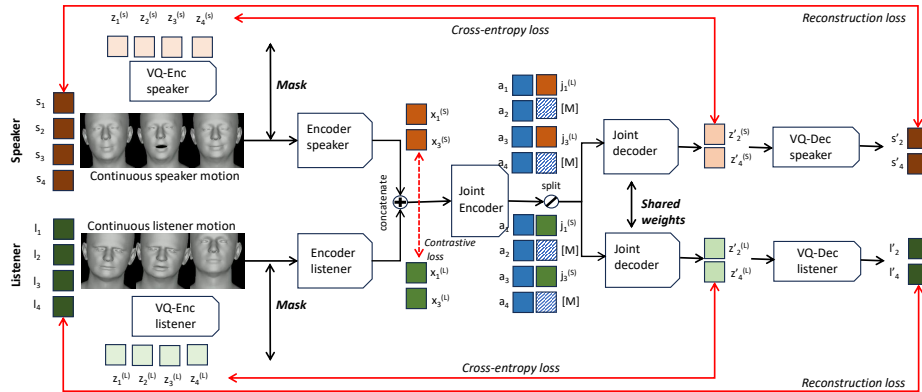 z₁⁽ˢ⁾ z₂⁽ˢ⁾ z₃⁽ˢ⁾ z₄⁽ˢ⁾
Reconstruction loss
Cross-entropy loss
VQ-Enc
speaker
Mask
Speaker
s₁
s₂
s₃
s₄
Continuous speaker motion
Encoder
speaker
x₁⁽ˢ⁾
x₃⁽ˢ⁾
concatenate
Joint
Encoder
Contrastive
loss
a₁ j₁⁽ᴸ⁾
a₂ [M]
a₃ j₃⁽ᴸ⁾
a₄ [M]
split
Joint
decoder
Shared
weights
z'₂⁽ˢ⁾
z'₄⁽ˢ⁾
VQ-Dec
speaker
s'₂
s'₄
Listener
l₁
l₂
l₃
l₄
Continuous listener motion
VQ-Enc
listener
Mask
Encoder
listener
x₁⁽ᴸ⁾
x₃⁽ᴸ⁾
a₁ j₁⁽ˢ⁾
a₂ [M]
a₃ j₃⁽ˢ⁾
a₄ [M]
Joint
decoder
z'₂⁽ᴸ⁾
z'₄⁽ᴸ⁾
VQ-Dec
listener
l'₂
l'₄
z₁⁽ᴸ⁾ z₂⁽ᴸ⁾ z₃⁽ᴸ⁾ z₄⁽ᴸ⁾
Cross-entropy loss
Reconstruction loss